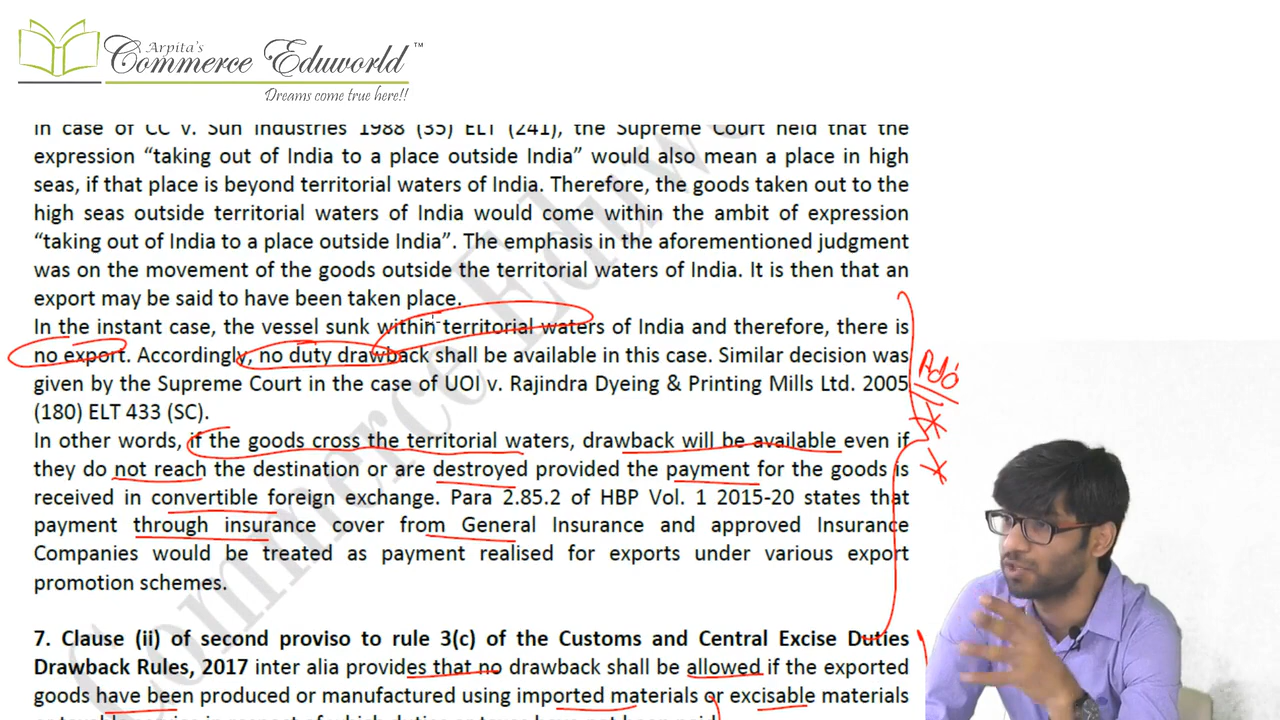 Arpita's
Commerce Eduworld™
Dreams come true here!!
In case of CC v. Sun Industries 1988 (35) ELT (241), the Supreme Court held that the
expression “taking out of India to a place outside India” would also mean a place in high
seas, if that place is beyond territorial waters of India. Therefore, the goods taken out to the
high seas outside territorial waters of India would come within the ambit of expression
“taking out of India to a place outside India”. The emphasis in the aforementioned judgment
was on the movement of the goods outside the territorial waters of India. It is then that an
export may be said to have been taken place.
In the instant case, the vessel sunk within territorial waters of India and therefore, there is
no export. Accordingly, no duty drawback shall be available in this case. Similar decision was
given by the Supreme Court in the case of UOI v. Rajindra Dyeing & Printing Mills Ltd. 2005
(180) ELT 433 (SC).
In other words, if the goods cross the territorial waters, drawback will be available even if
they do not reach the destination or are destroyed provided the payment for the goods is
received in convertible foreign exchange. Para 2.85.2 of HBP Vol. 1 2015-20 states that
payment through insurance cover from General Insurance and approved Insurance
Companies would be treated as payment realised for exports under various export
promotion schemes.
7. Clause (ii) of second proviso to rule 3(c) of the Customs and Central Excise Duties
Drawback Rules, 2017 inter alia provides that no drawback shall be allowed if the exported
goods have been produced or manufactured using imported materials or excisable materials
Commerce Eduw